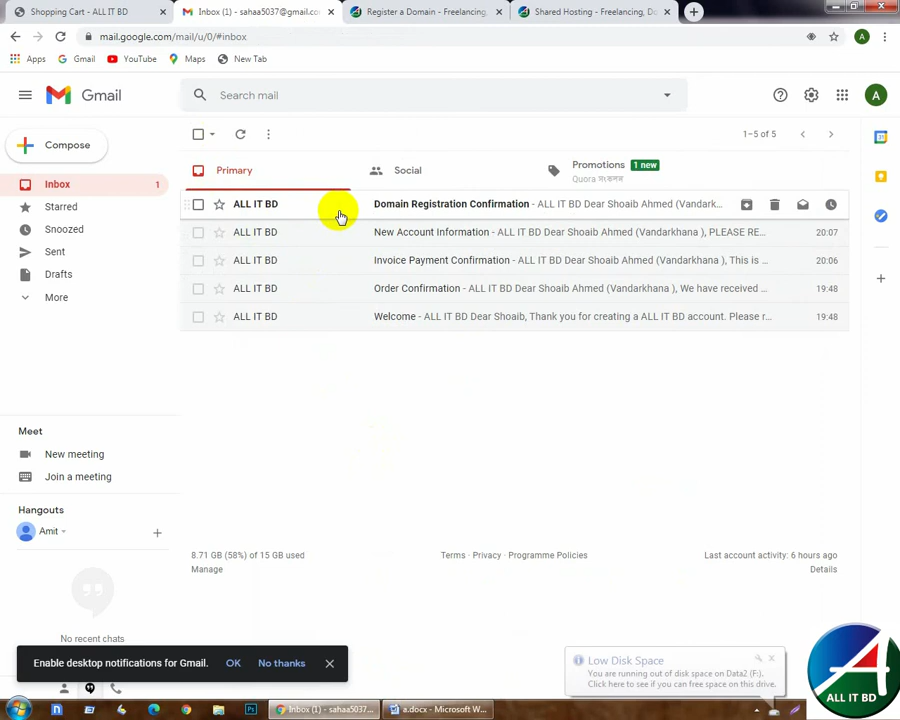 Shopping Cart - ALL IT BD
Inbox (1) - sahaa5037@gmail.com
Register a Domain - Freelancing,
Shared Hosting - Freelancing, Do
mail.google.com/mail/u/0/#inbox
A
Apps
Gmail
YouTube
Maps
New Tab
Gmail
Search mail
A
Compose
1–5 of 5
Primary
Social
Promotions 1 new
Quora সংকলন
Inbox 1
Starred
Snoozed
Sent
Drafts
More
ALL IT BD Domain Registration Confirmation - ALL IT BD Dear Shoaib Ahmed (Vandark...
ALL IT BD New Account Information - ALL IT BD Dear Shoaib Ahmed (Vandarkhana ), PLEASE RE... 20:07
ALL IT BD Invoice Payment Confirmation - ALL IT BD Dear Shoaib Ahmed (Vandarkhana ), This is ... 20:06
ALL IT BD Order Confirmation - ALL IT BD Dear Shoaib Ahmed (Vandarkhana ), We have received ... 19:48
ALL IT BD Welcome - ALL IT BD Dear Shoaib, Thank you for creating a ALL IT BD account. Please r... 19:48
Meet
New meeting
Join a meeting
Hangouts
Amit
No recent chats
8.71 GB (58%) of 15 GB used
Manage
Terms · Privacy · Programme Policies
Last account activity: 6 hours ago
Details
Enable desktop notifications for Gmail. OK No thanks
Low Disk Space
You are running out of disk space on Data2 (F:).
Click here to see if you can free space on this drive.
Inbox (1) - sahaa5037...
a.docx - Microsoft W...
ALL IT BD